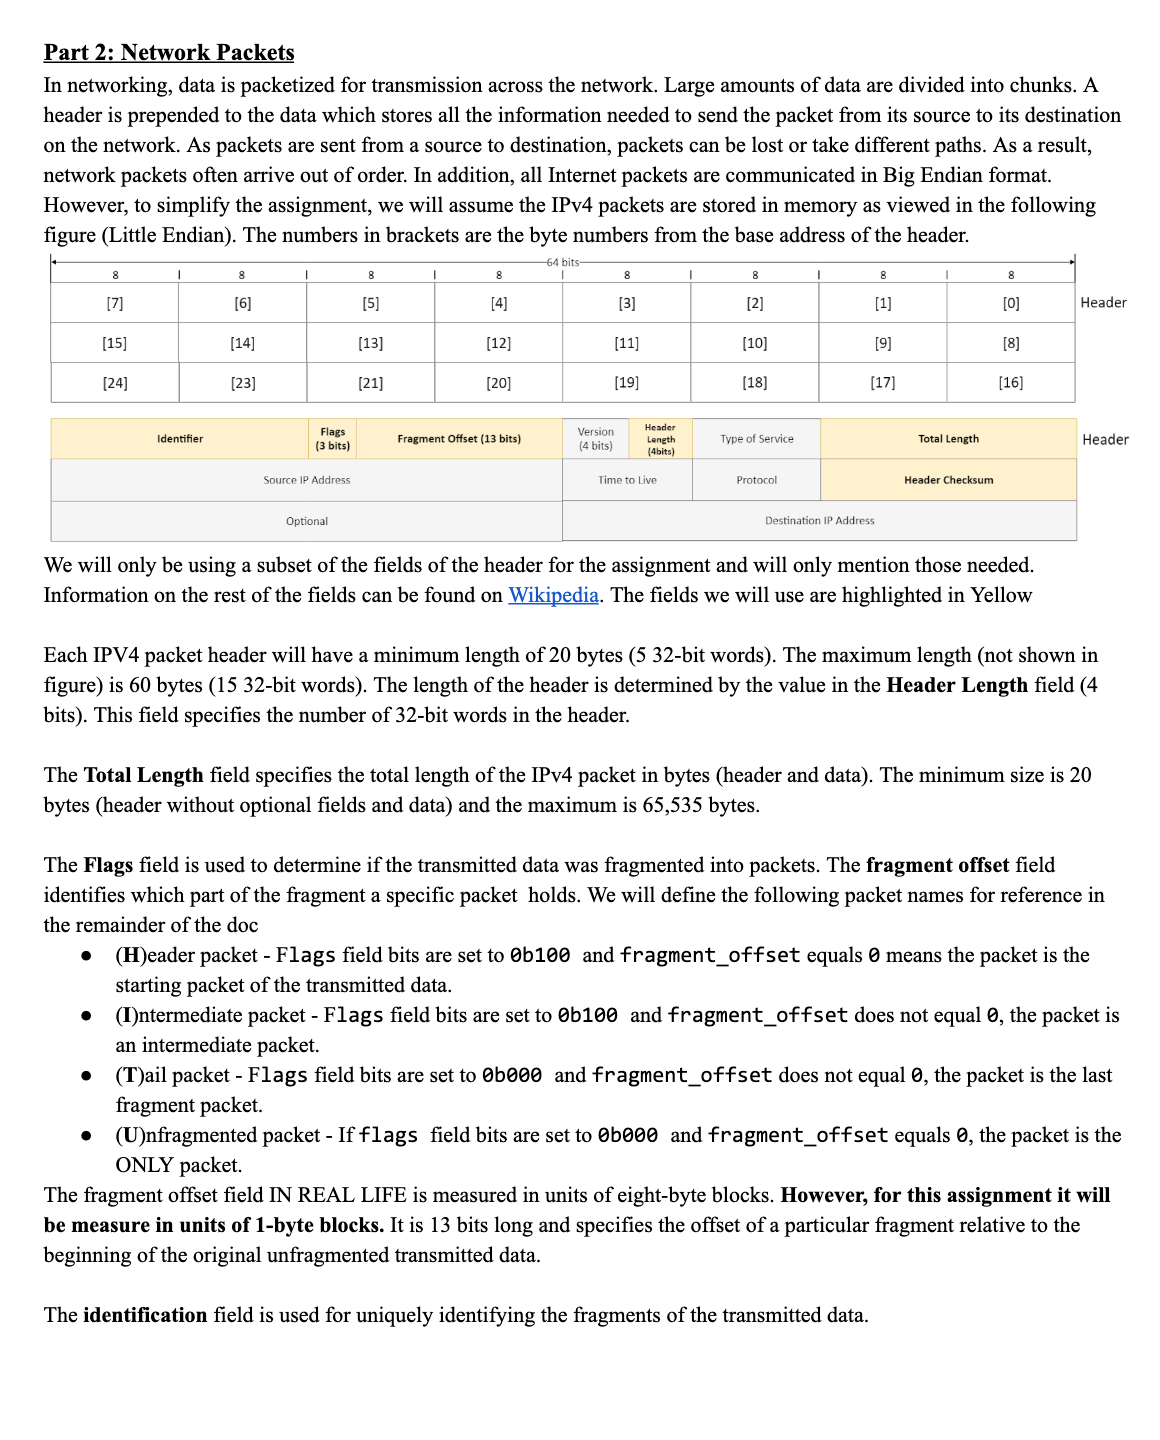 Part 2: Network Packets
In networking, data is packetized for transmission across the network. Large amounts of data are divided into chunks. A
header is prepended to the data which stores all the information needed to send the packet from its source to its destination
on the network. As packets are sent from a source to destination, packets can be lost or take different paths. As a result,
network packets often arrive out of order. In addition, all Internet packets are communicated in Big Endian format.
However, to simplify the assignment, we will assume the IPv4 packets are stored in memory as viewed in the following
figure (Little Endian). The numbers in brackets are the byte numbers from the base address of the header.
64 bits
8 8 8 8 8 8 8 8
[7] [6] [5] [4] [3] [2] [1] [0] Header
[15] [14] [13] [12] [11] [10] [9] [8]
[24] [23] [21] [20] [19] [18] [17] [16]
Identifier Flags (3 bits) Fragment Offset (13 bits) Version (4 bits) Header Length (4bits) Type of Service Total Length Header
Source IP Address Time to Live Protocol Header Checksum
Optional Destination IP Address
We will only be using a subset of the fields of the header for the assignment and will only mention those needed.
Information on the rest of the fields can be found on Wikipedia. The fields we will use are highlighted in Yellow
Each IPV4 packet header will have a minimum length of 20 bytes (5 32-bit words). The maximum length (not shown in
figure) is 60 bytes (15 32-bit words). The length of the header is determined by the value in the Header Length field (4
bits). This field specifies the number of 32-bit words in the header.
The Total Length field specifies the total length of the IPv4 packet in bytes (header and data). The minimum size is 20
bytes (header without optional fields and data) and the maximum is 65,535 bytes.
The Flags field is used to determine if the transmitted data was fragmented into packets. The fragment offset field
identifies which part of the fragment a specific packet holds. We will define the following packet names for reference in
the remainder of the doc
● (H)eader packet - Flags field bits are set to 0b100 and fragment_offset equals 0 means the packet is the
starting packet of the transmitted data.
● (I)ntermediate packet - Flags field bits are set to 0b100 and fragment_offset does not equal 0, the packet is
an intermediate packet.
● (T)ail packet - Flags field bits are set to 0b000 and fragment_offset does not equal 0, the packet is the last
fragment packet.
● (U)nfragmented packet - If flags field bits are set to 0b000 and fragment_offset equals 0, the packet is the
ONLY packet.
The fragment offset field IN REAL LIFE is measured in units of eight-byte blocks. However, for this assignment it will
be measure in units of 1-byte blocks. It is 13 bits long and specifies the offset of a particular fragment relative to the
beginning of the original unfragmented transmitted data.
The identification field is used for uniquely identifying the fragments of the transmitted data.